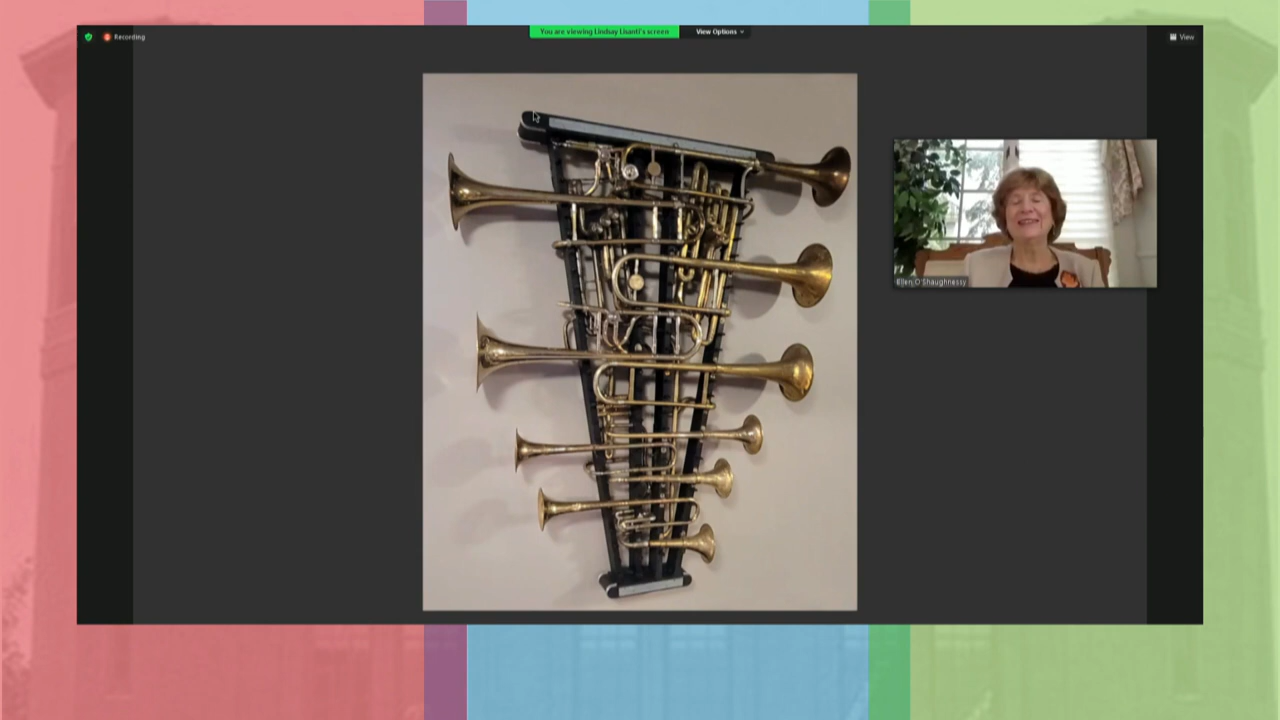 Recording
You are viewing Lindsay Lisanti's screen
View Options
View
Ellen O'Shaughnessy